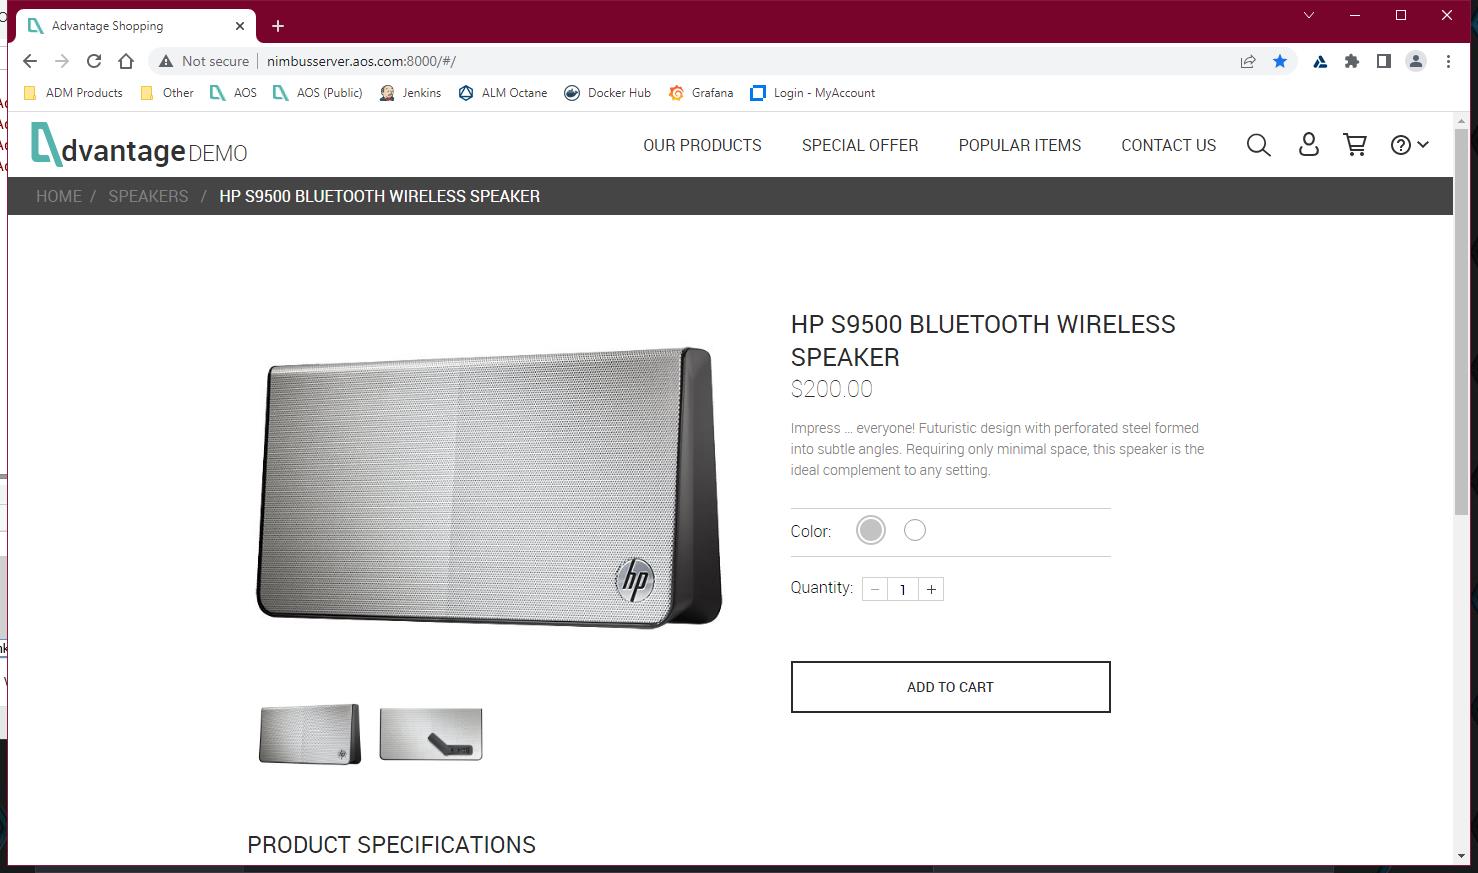 Advantage Shopping
Not secure
nimbusserver.aos.com:8000/#/
ADM Products
Other
AOS
AOS (Public)
Jenkins
ALM Octane
Docker Hub
Grafana
Login - MyAccount
dvantage DEMO
OUR PRODUCTS
SPECIAL OFFER
POPULAR ITEMS
CONTACT US
HOME / SPEAKERS / HP S9500 BLUETOOTH WIRELESS SPEAKER
HP S9500 BLUETOOTH WIRELESS
SPEAKER
$200.00
Impress ... everyone! Futuristic design with perforated steel formed
into subtle angles. Requiring only minimal space, this speaker is the
ideal complement to any setting.
Color:
Quantity: − 1 +
hp
ADD TO CART
PRODUCT SPECIFICATIONS